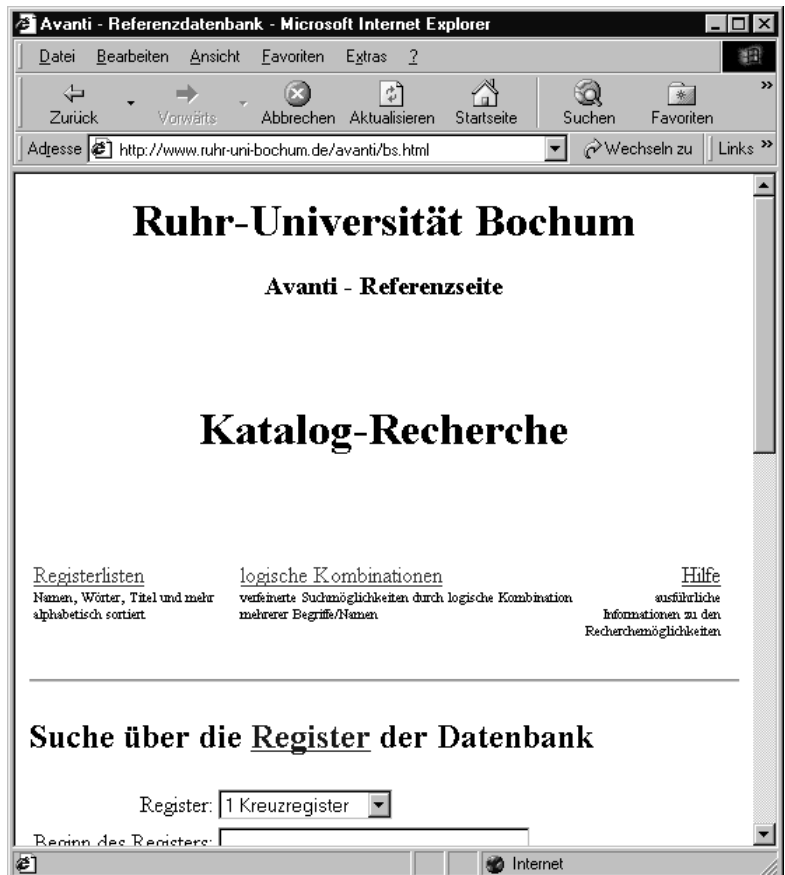 Avanti - Referenzdatenbank - Microsoft Internet Explorer
Datei Bearbeiten Ansicht Favoriten Extras ?
Zurück Vorwärts Abbrechen Aktualisieren Startseite Suchen Favoriten »
Adresse http://www.ruhr-uni-bochum.de/avanti/bs.html Wechseln zu Links »
Ruhr-Universität Bochum
Avanti - Referenzseite
Katalog-Recherche
Registerlisten
Namen, Wörter, Titel und mehr
alphabetisch sortiert
logische Kombinationen
verfeinerte Suchmöglichkeiten durch logische Kombination
mehrerer Begriffe/Namen
Hilfe
ausführliche
Informationen zu den
Recherchemöglichkeiten
Suche über die Register der Datenbank
Register: 1 Kreuzregister
Beginn des Registers:
Internet